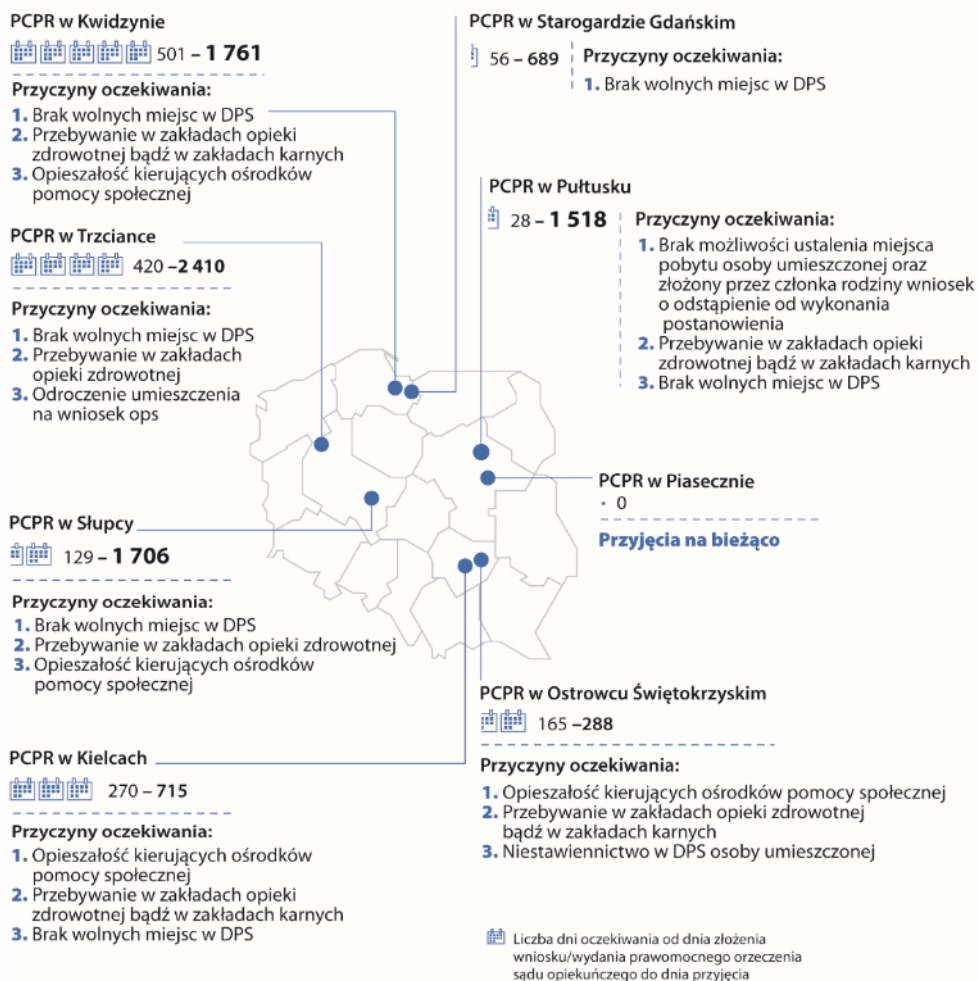 PCPR w Kwidzynie
501 – 1 761
Przyczyny oczekiwania:
1. Brak wolnych miejsc w DPS
2. Przebywanie w zakładach opieki
zdrowotnej bądź w zakładach karnych
3. Opieszałość kierujących ośrodków
pomocy społecznej
PCPR w Trzciance
420 –2 410
Przyczyny oczekiwania:
1. Brak wolnych miejsc w DPS
2. Przebywanie w zakładach
opieki zdrowotnej
3. Odroczenie umieszczenia
na wniosek ops
PCPR w Słupcy
129 – 1 706
Przyczyny oczekiwania:
1. Brak wolnych miejsc w DPS
2. Przebywanie w zakładach opieki zdrowotnej
3. Opieszałość kierujących ośrodków
pomocy społecznej
PCPR w Kielcach
270 – 715
Przyczyny oczekiwania:
1. Opieszałość kierujących ośrodków
pomocy społecznej
2. Przebywanie w zakładach opieki
zdrowotnej bądź w zakładach karnych
3. Brak wolnych miejsc w DPS
PCPR w Starogardzie Gdańskim
56 – 689
Przyczyny oczekiwania:
1. Brak wolnych miejsc w DPS
PCPR w Pułtusku
28 – 1 518
Przyczyny oczekiwania:
1. Brak możliwości ustalenia miejsca
pobytu osoby umieszczonej oraz
złożony przez członka rodziny wniosek
o odstąpienie od wykonania
postanowienia
2. Przebywanie w zakładach opieki
zdrowotnej bądź w zakładach karnych
3. Brak wolnych miejsc w DPS
PCPR w Piasecznie
· 0
Przyjęcia na bieżąco
PCPR w Ostrowcu Świętokrzyskim
165 –288
Przyczyny oczekiwania:
1. Opieszałość kierujących ośrodków pomocy społecznej
2. Przebywanie w zakładach opieki zdrowotnej
bądź w zakładach karnych
3. Niestawiennictwo w DPS osoby umieszczonej
Liczba dni oczekiwania od dnia złożenia
wniosku/wydania prawomocnego orzeczenia
sądu opiekuńczego do dnia przyjęcia